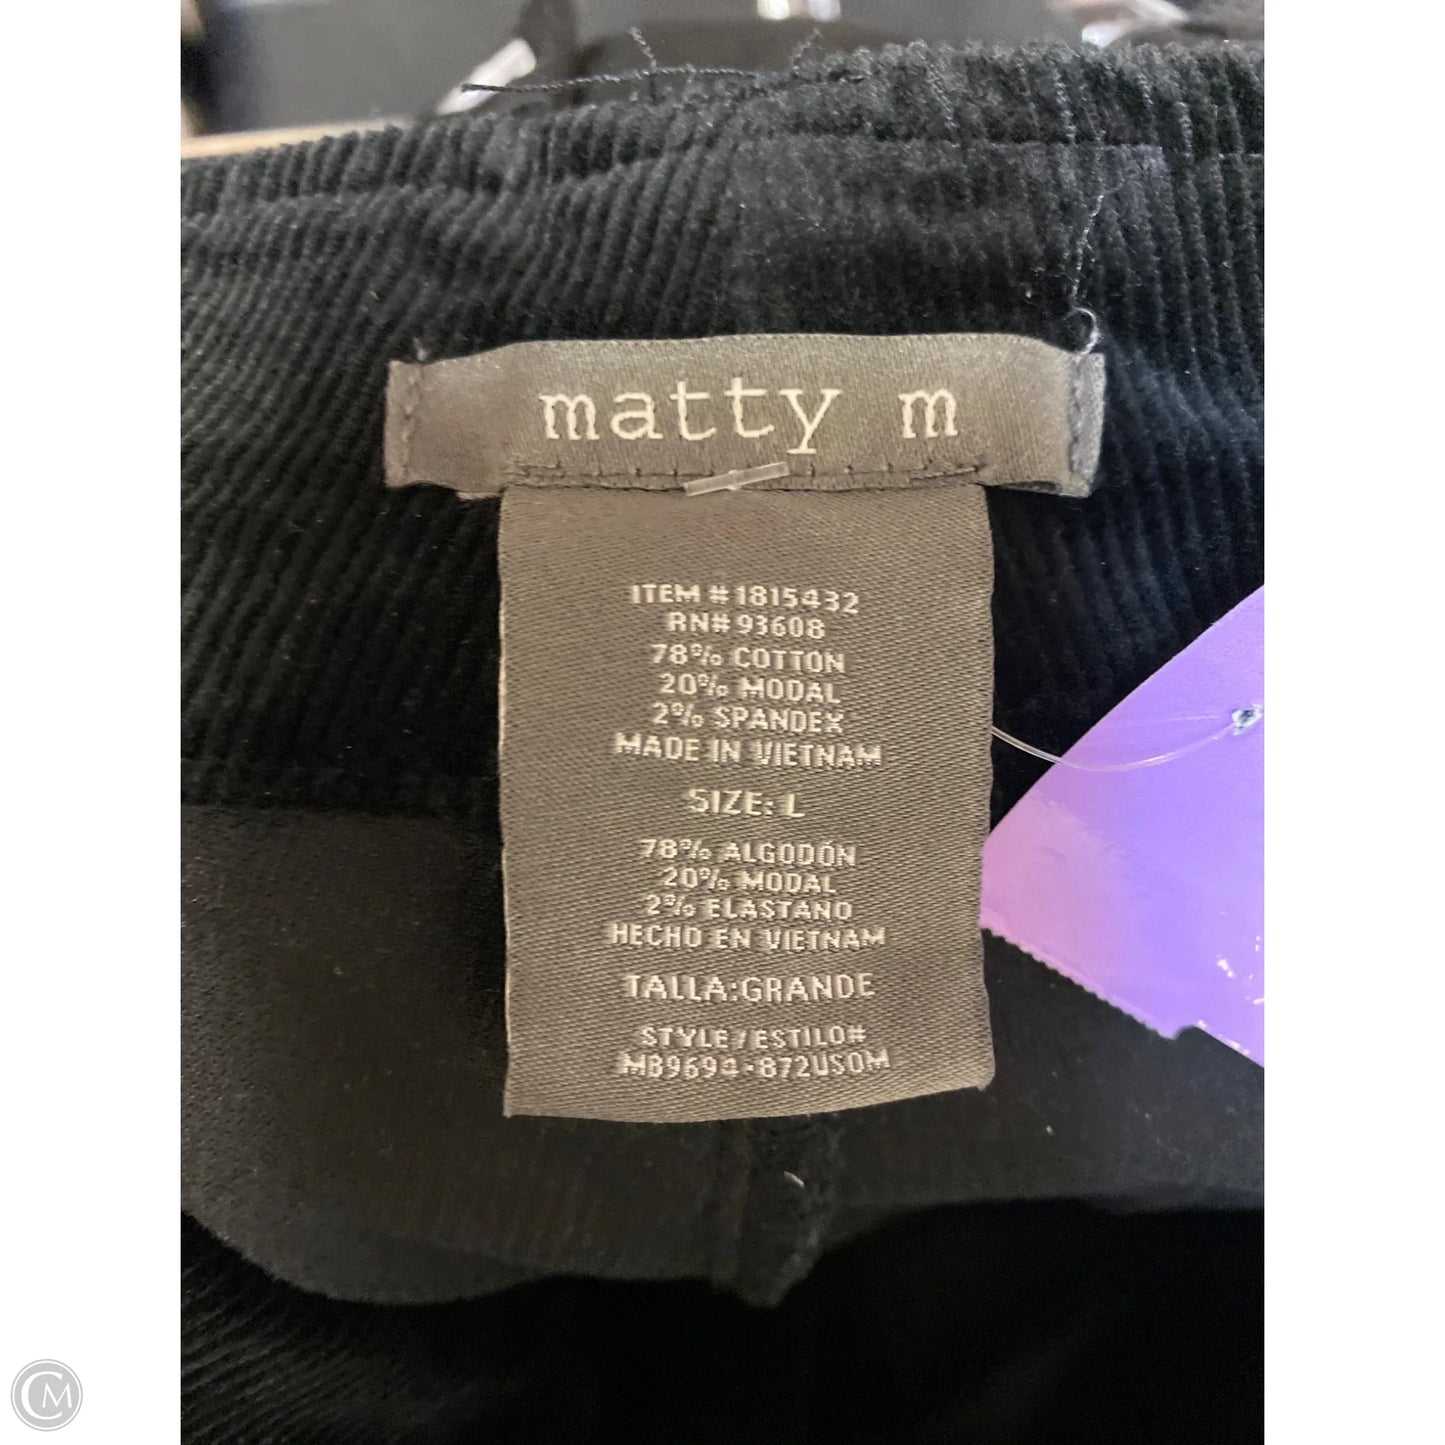 matty m
ITEM #1815432
RN# 93608
78% COTTON
20% MODAL
2% SPANDEX
MADE IN VIETNAM
SIZE: L
78% ALGODÓN
20% MODAL
2% ELASTANO
HECHO EN VIETNAM
TALLA:GRANDE
STYLE/ESTILO#
MB9694-872USOM
CM